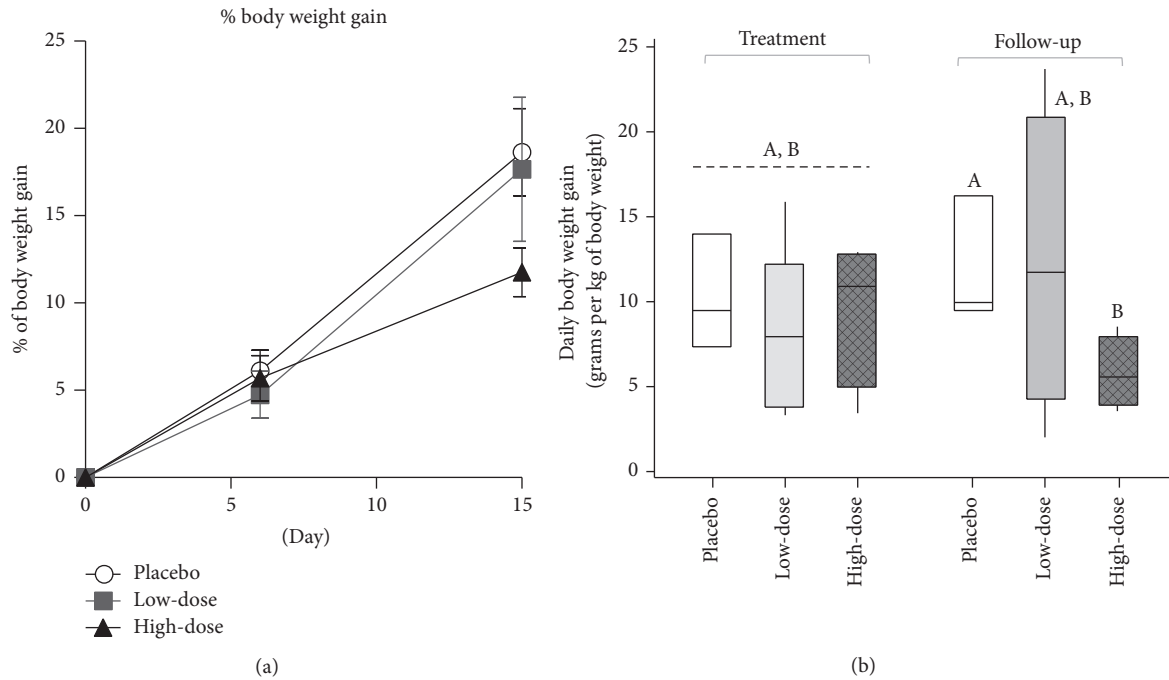 % body weight gain
% of body weight gain
25
20
15
10
5
0
0
5
10
15
(Day)
Placebo
Low-dose
High-dose
(a)
Daily body weight gain
(grams per kg of body weight)
25
20
15
10
5
0
Treatment
Follow-up
A, B
A
A, B
B
Placebo
Low-dose
High-dose
Placebo
Low-dose
High-dose
(b)